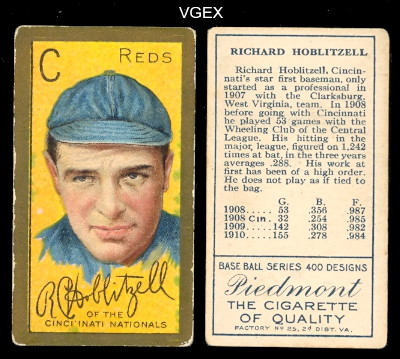 VGEX
C REDS
R C Hoblitzell
OF THE
CINCINNATI NATIONALS
RICHARD HOBLITZELL
Richard Hoblitzell, Cincin-
nati's star first baseman, only
started as a professional in
1907 with the Clarksburg,
West Virginia, team. In 1908
before going with Cincinnati
he played 53 games with the
Wheeling Club of the Central
League. His hitting in the
major, league, figured on 1,242
times at bat, in the three years
averages .288. His work at
first has been of a high order.
He does not play as if tied to
the bag.
G. B. F.
1908..... 53 .356 .987
1908 Cin. 32 .254 .985
1909..... 142 .308 .982
1910..... 155 .278 .984
BASE BALL SERIES 400 DESIGNS
Piedmont
THE CIGARETTE
OF QUALITY
FACTORY NO 25, 2d DIST. VA.